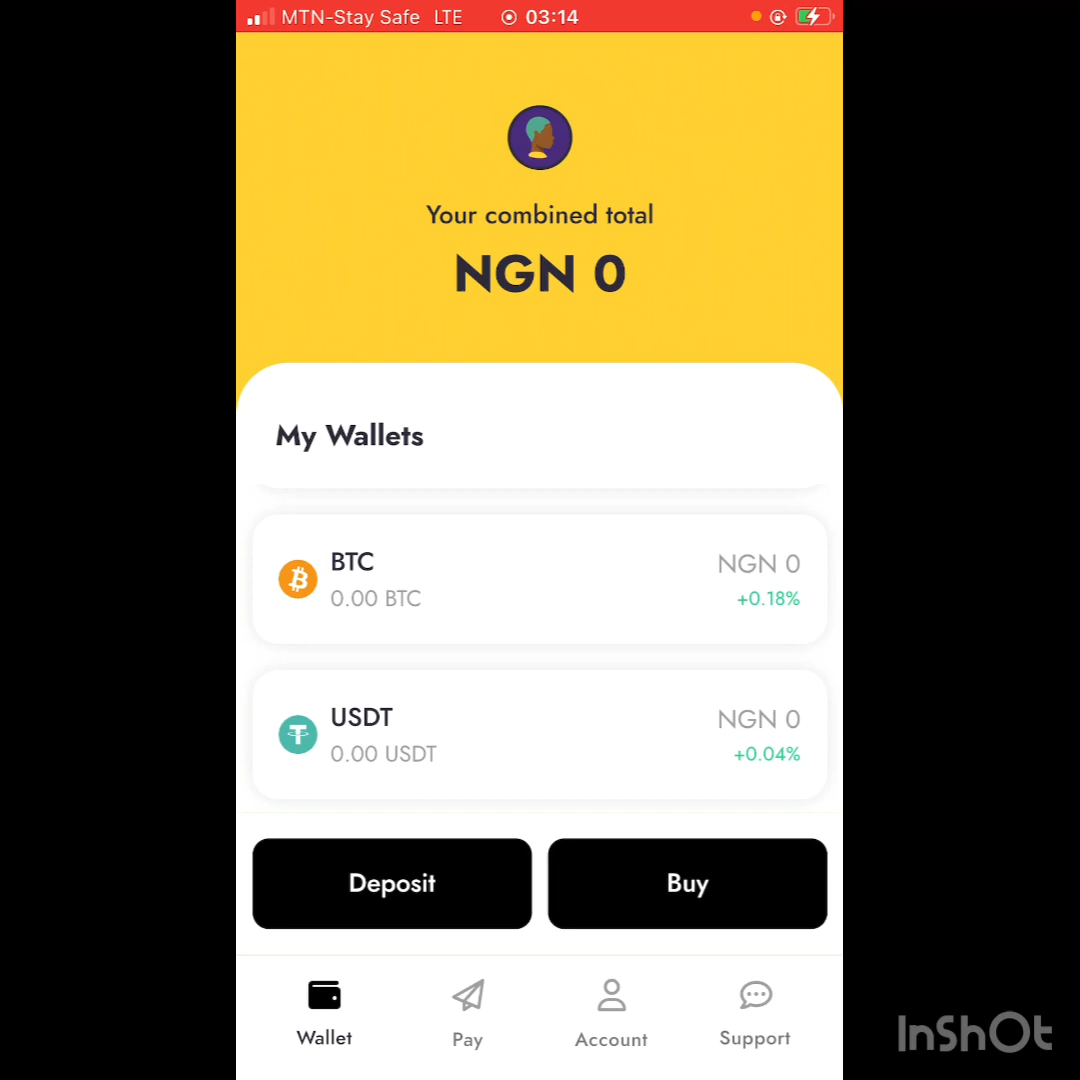 MTN-Stay Safe LTE 03:14
Your combined total
NGN 0
My Wallets
BTC NGN 0
0.00 BTC +0.18%
USDT NGN 0
0.00 USDT +0.04%
Deposit Buy
Wallet Pay Account Support
InShOt